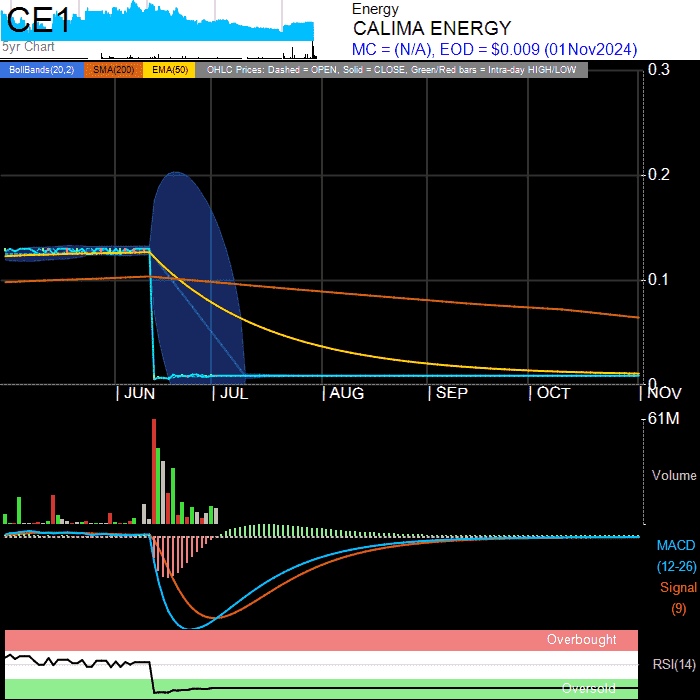 CE1
5yr Chart
Energy
CALIMA ENERGY
MC = (N/A), EOD = $0.009 (01Nov2024)
BollBands(20,2) SMA(200) EMA(50) OHLC Prices: Dashed = OPEN, Solid = CLOSE, Green/Red bars = Intra-day HIGH/LOW
0.3
0.2
0.1
0
| JUN | JUL | AUG | SEP | OCT | NOV
61M
Volume
MACD
(12-26)
Signal
(9)
Overbought
RSI(14)
Oversold